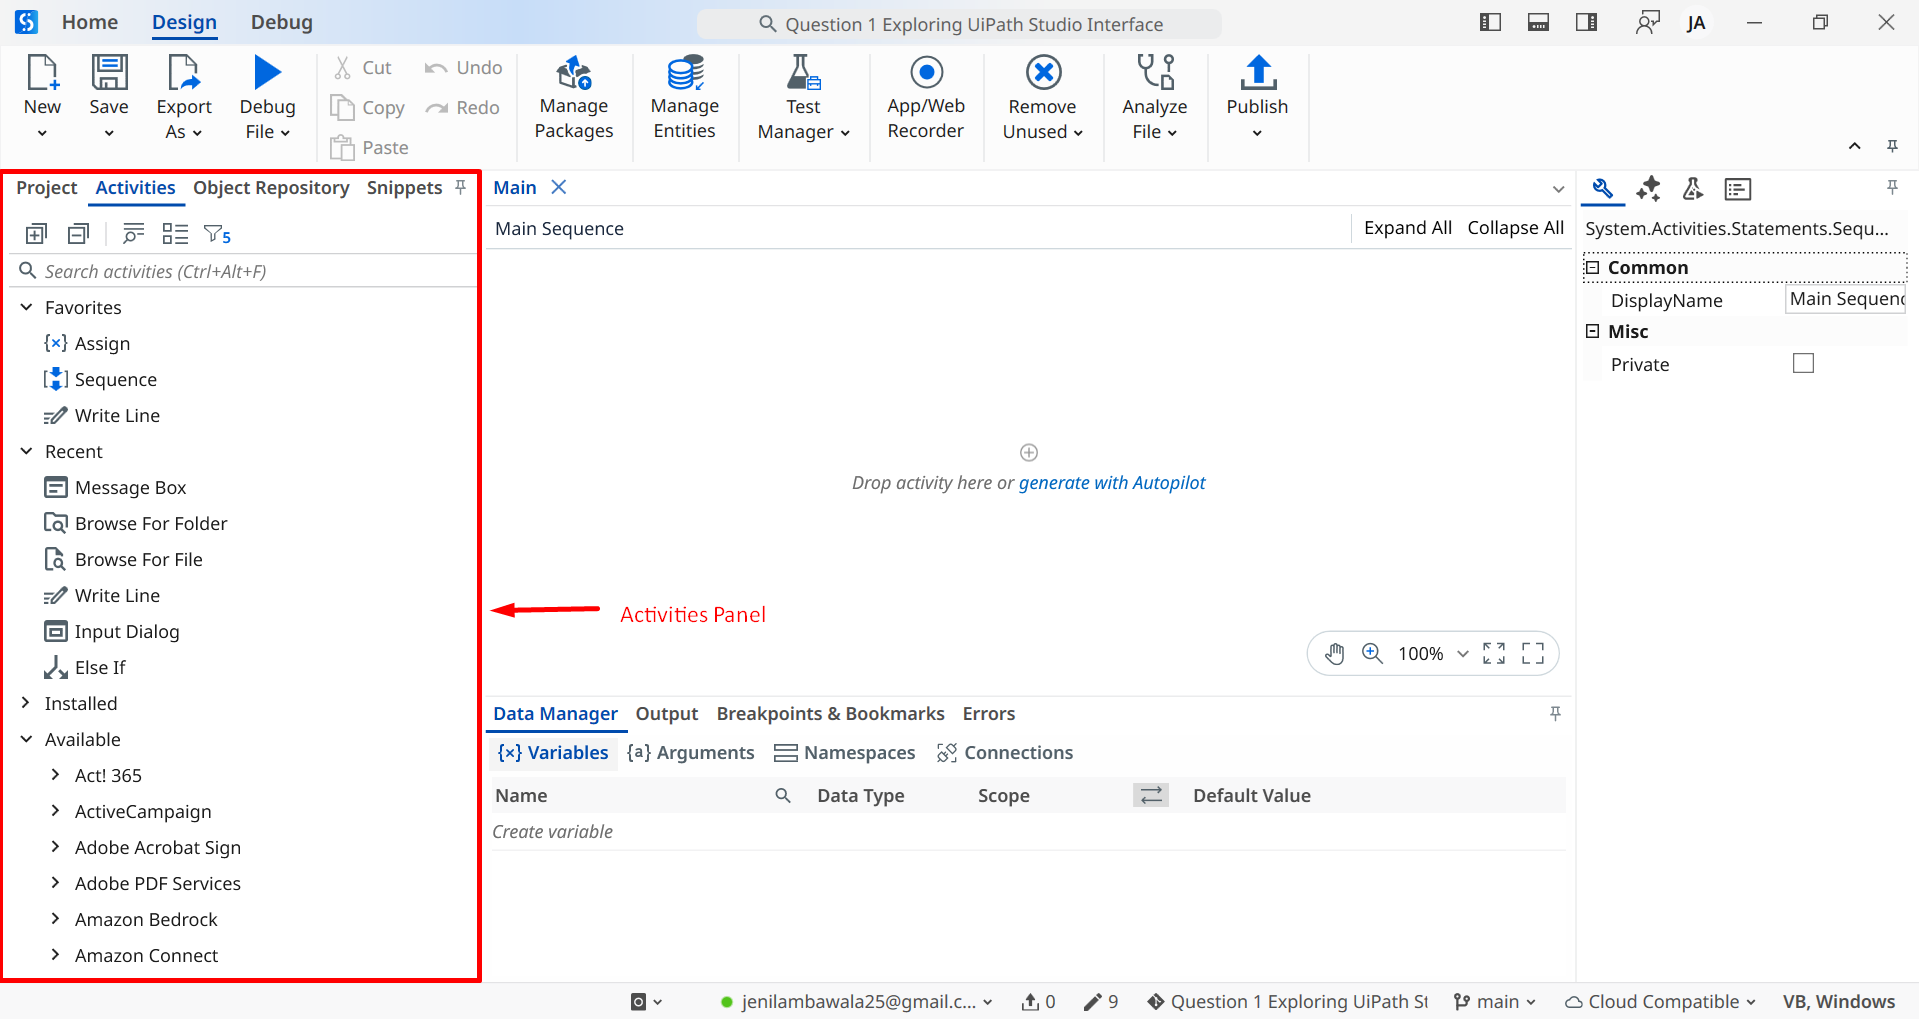 Home Design Debug
Question 1 Exploring UiPath Studio Interface
JA
New
Save
Export As
Debug File
Cut
Copy
Paste
Undo
Redo
Manage Packages
Manage Entities
Test Manager
App/Web Recorder
Remove Unused
Analyze File
Publish
Project Activities Object Repository Snippets
5
Search activities (Ctrl+Alt+F)
Favorites
Assign
Sequence
Write Line
Recent
Message Box
Browse For Folder
Browse For File
Write Line
Input Dialog
Else If
Installed
Available
Act! 365
ActiveCampaign
Adobe Acrobat Sign
Adobe PDF Services
Amazon Bedrock
Amazon Connect
Main
Main Sequence
Expand All Collapse All
Drop activity here or generate with Autopilot
Activities Panel
100%
Data Manager Output Breakpoints & Bookmarks Errors
{x} Variables {a} Arguments Namespaces Connections
Name Data Type Scope Default Value
Create variable
System.Activities.Statements.Sequ...
Common
DisplayName Main Sequenc
Misc
Private
jenilambawala25@gmail.c... 0 9 Question 1 Exploring UiPath St main Cloud Compatible VB, Windows